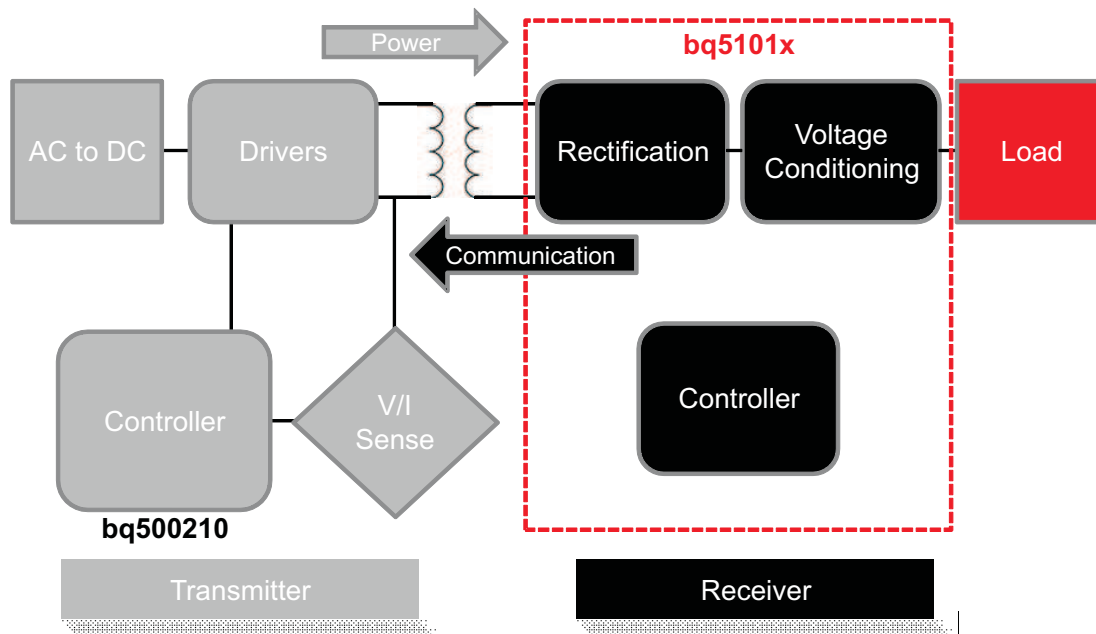 Power
bq5101x
AC to DC
Drivers
Rectification
Voltage
Conditioning
Load
Communication
Controller
V/I
Sense
Controller
bq500210
Transmitter
Receiver